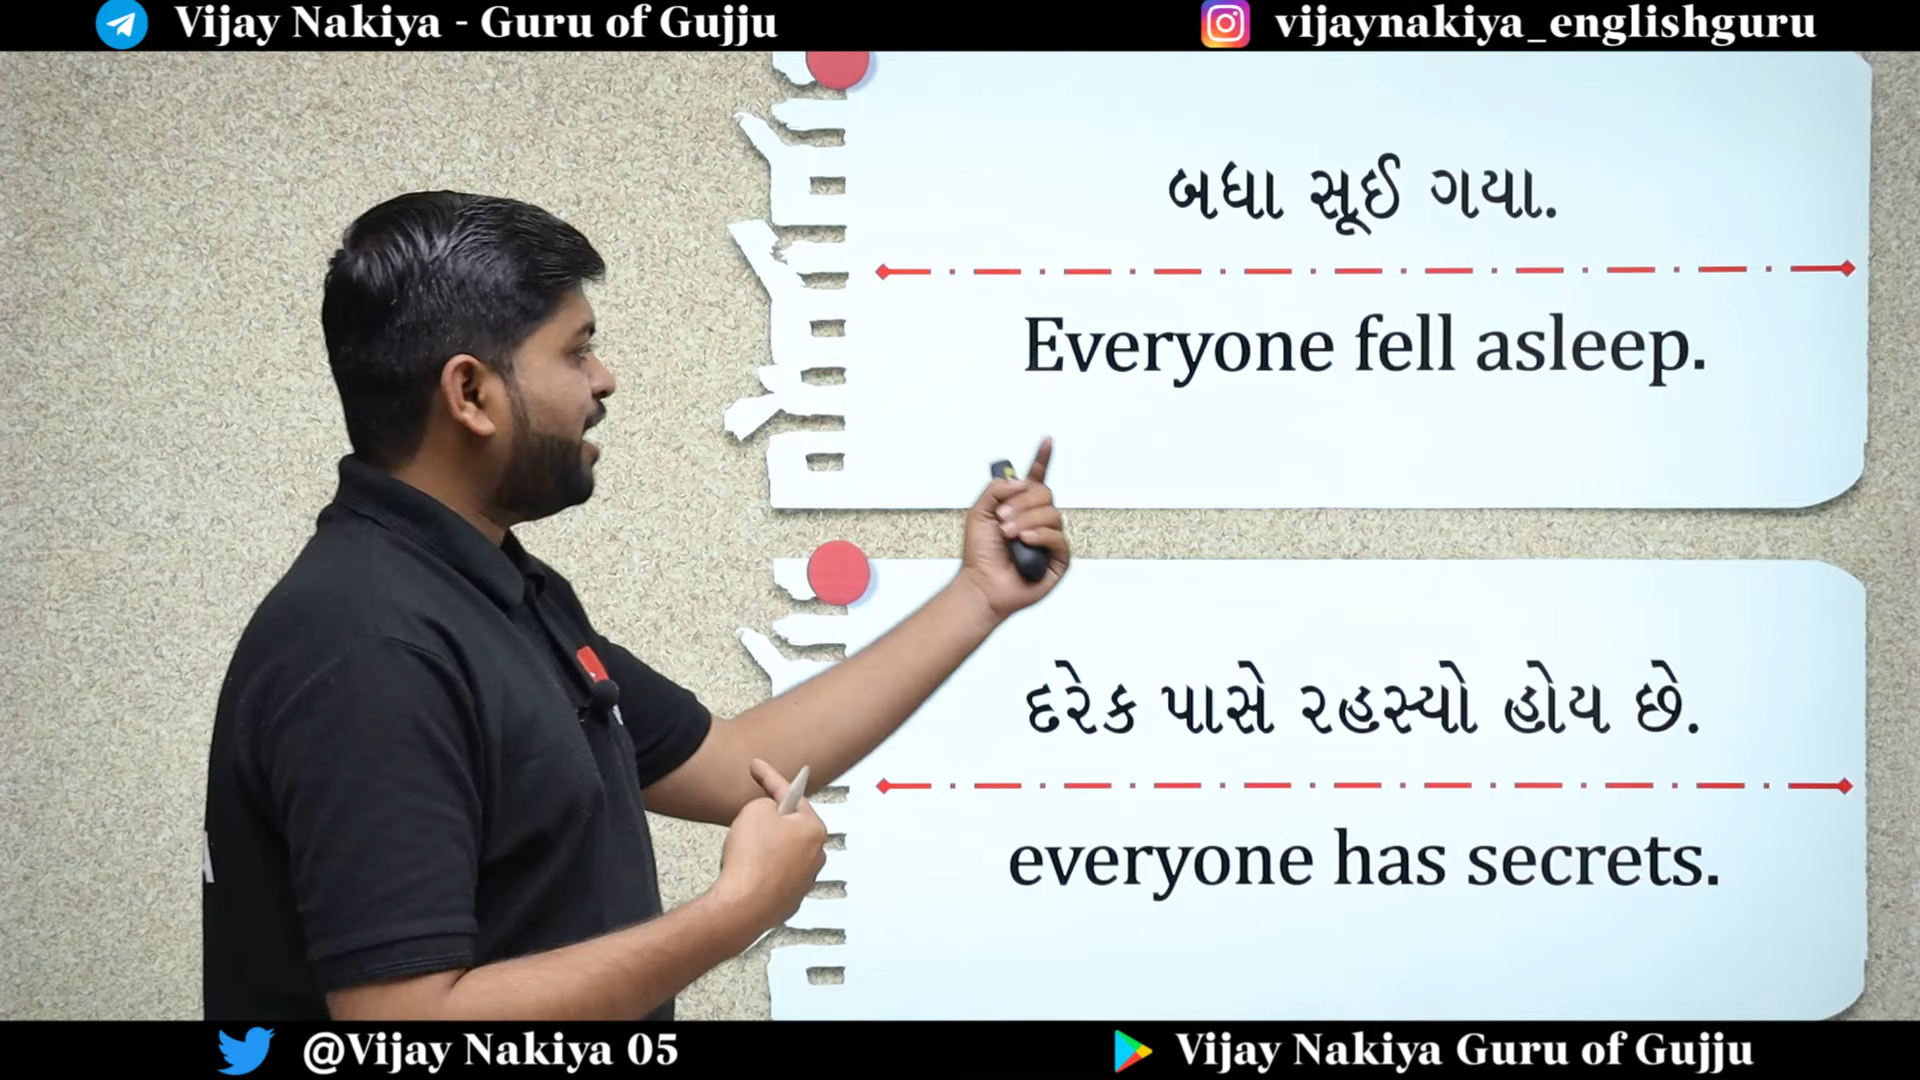 Vijay Nakiya - Guru of Gujju
vijaynakiya_englishguru
બધા સૂઈ ગયા.
Everyone fell asleep.
દરેક પાસે રહસ્યો હોય છે.
everyone has secrets.
@Vijay Nakiya 05
Vijay Nakiya Guru of Gujju